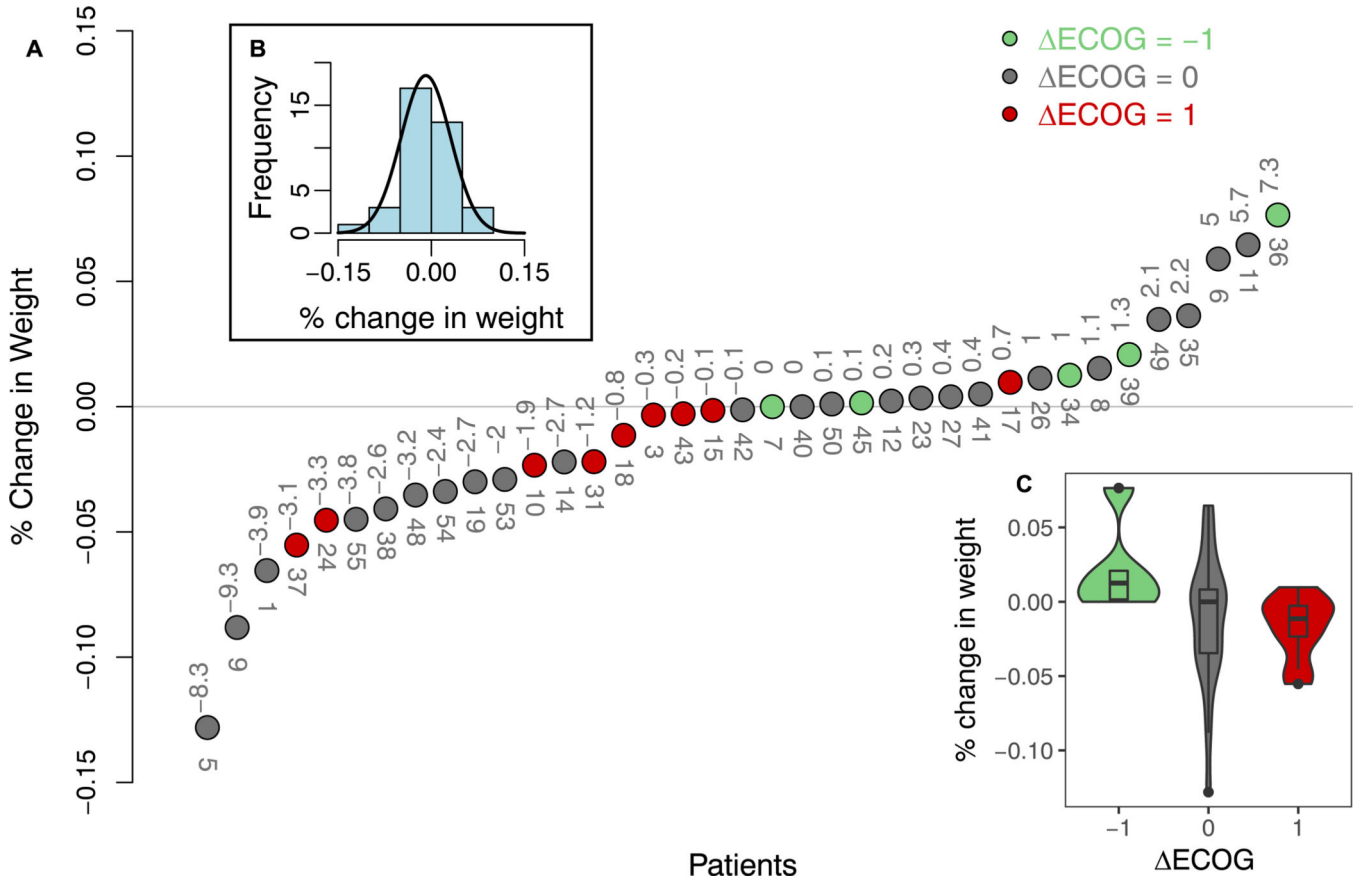 A
% Change in Weight
0.15
0.10
0.05
0.00
−0.05
−0.10
−0.15
Patients
B
Frequency
15
5
0
−0.15 0.00 0.15
% change in weight
ΔECOG = −1
ΔECOG = 0
ΔECOG = 1
−8.3 −9.3 −3.9 −3.1 −3.3 −3.8 −2.6 −3.2 −2.4 −2.7 −2 −1.9 −2.7 −1.2 −0.8 −0.3 −0.2 −0.1 −0.1 0 0 0.1 0.1 0.2 0.3 0.4 0.4 0.7 1 1 1.1 1.3 2.1 2.2 5 5.7 7.3
5 6 1 37 24 55 38 48 54 19 53 10 14 31 18 3 43 15 42 7 40 50 45 12 23 27 41 17 26 34 8 39 49 35 9 11 36
C
% change in weight
0.05
0.00
−0.05
−0.10
−1 0 1
ΔECOG